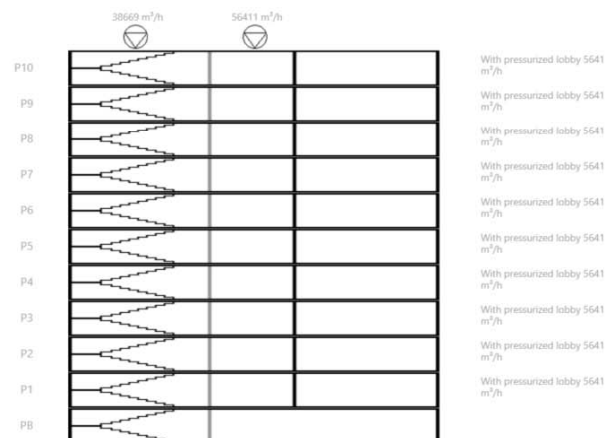 38669 m³/h 56411 m³/h
P10 With pressurized lobby 5641
m³/h
P9 With pressurized lobby 5641
m³/h
P8 With pressurized lobby 5641
m³/h
P7 With pressurized lobby 5641
m³/h
P6 With pressurized lobby 5641
m³/h
P5 With pressurized lobby 5641
m³/h
P4 With pressurized lobby 5641
m³/h
P3 With pressurized lobby 5641
m³/h
P2 With pressurized lobby 5641
m³/h
P1 With pressurized lobby 5641
m³/h
PB